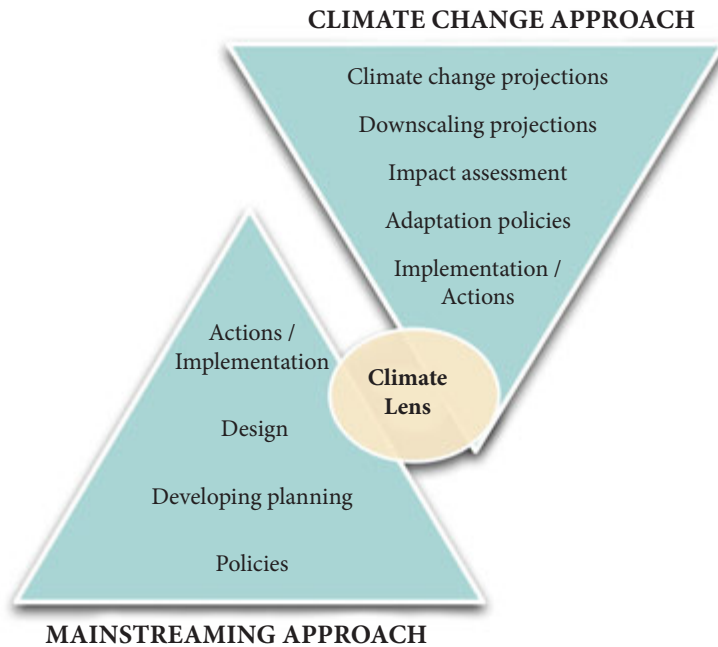 CLIMATE CHANGE APPROACH
Climate change projections
Downscaling projections
Impact assessment
Adaptation policies
Implementation /
Actions
Actions /
Implementation
Climate
Lens
Design
Developing planning
Policies
MAINSTREAMING APPROACH